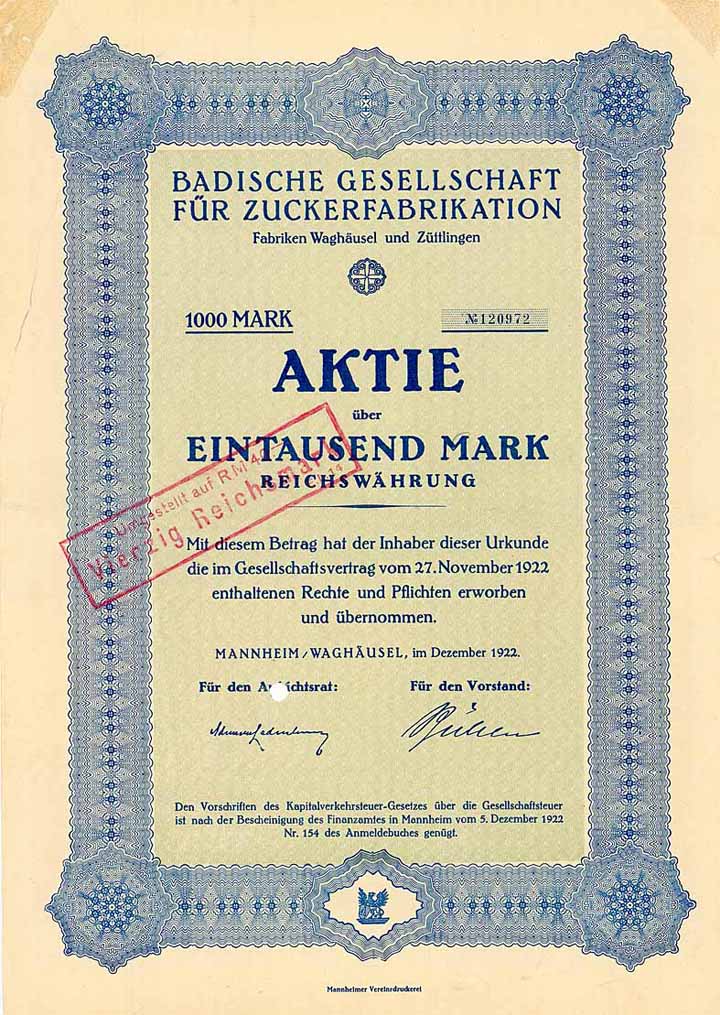 BADISCHE GESELLSCHAFT
FÜR ZUCKERFABRIKATION
Fabriken Waghäusel und Züttlingen
1000 MARK
№ 120972
AKTIE
über
EINTAUSEND MARK
REICHSWÄHRUNG
Umgestellt auf RM 40
Vierzig Reichsmark
Mit diesem Betrag hat der Inhaber dieser Urkunde
die im Gesellschaftsvertrag vom 27. November 1922
enthaltenen Rechte und Pflichten erworben
und übernommen.
MANNHEIM/WAGHÄUSEL, im Dezember 1922.
Für den A ichtsrat:
Für den Vorstand:
Den Vorschriften des Kapitalverkehrsteuer-Gesetzes über die Gesellschaftsteuer
ist nach der Bescheinigung des Finanzamtes in Mannheim vom 5. Dezember 1922
Nr. 154 des Anmeldebuches genügt.
Mannheimer Vereinsdruckerei